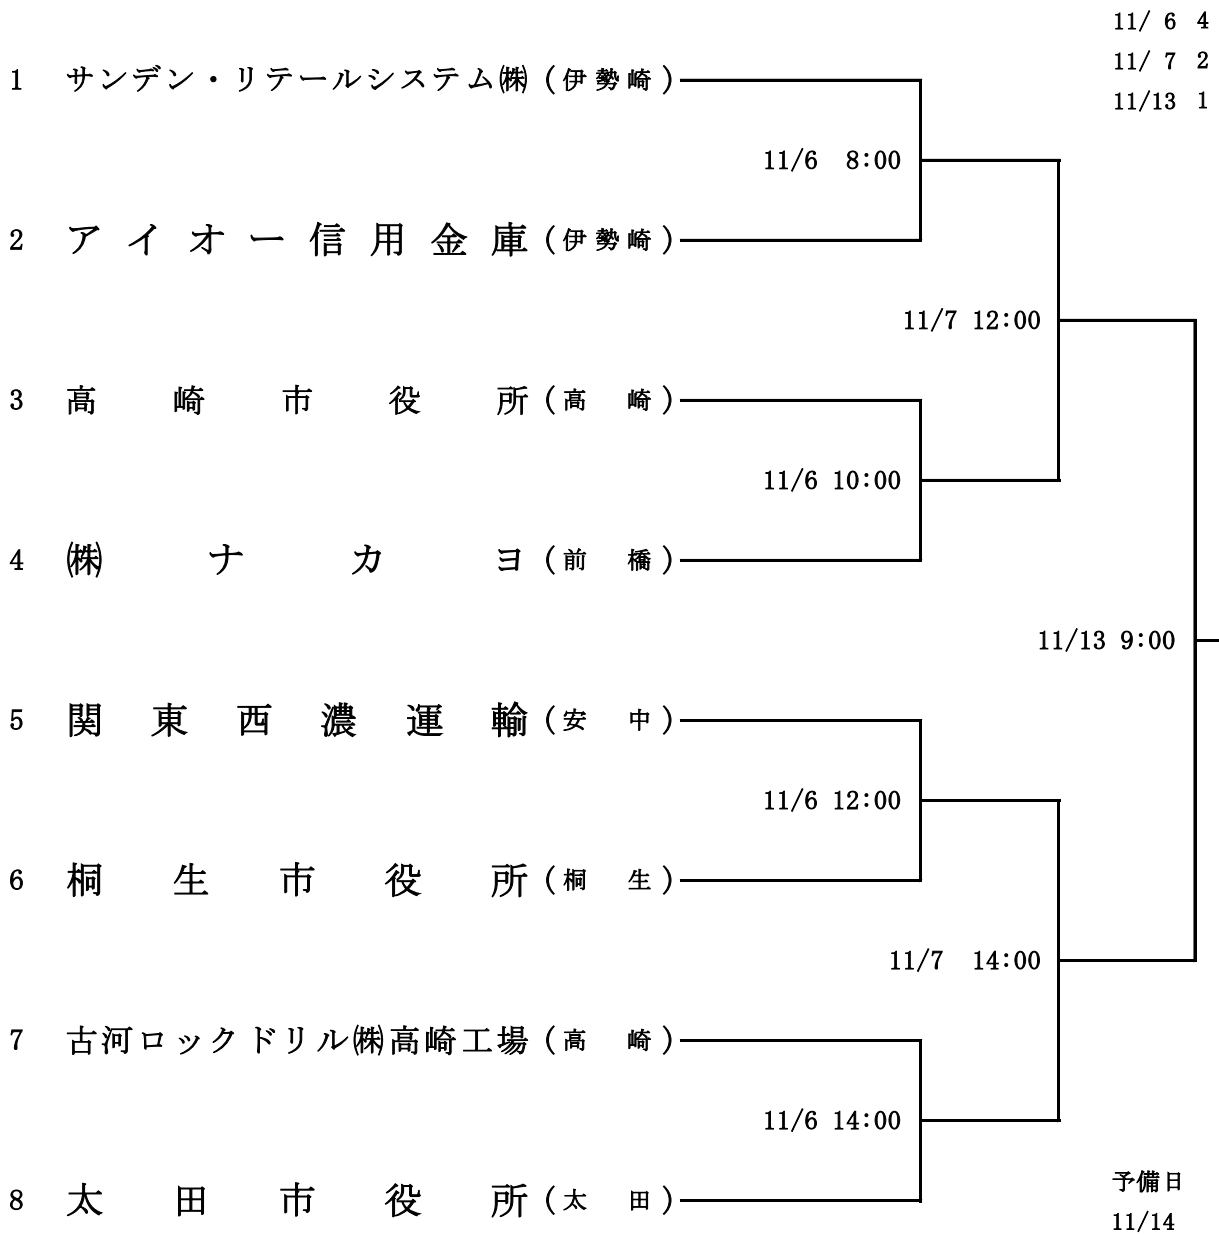 11/ 6 4
11/ 7 2
11/13 1
1 サンデン・リテールシステム㈱(伊勢崎)
11/6 8:00
2 アイオー信用金庫(伊勢崎)
11/7 12:00
3 高崎市役所(高崎)
11/6 10:00
4 ㈱ナカヨ(前橋)
11/13 9:00
5 関東西濃運輸(安中)
11/6 12:00
6 桐生市役所(桐生)
11/7 14:00
7 古河ロックドリル㈱高崎工場(高崎)
11/6 14:00
8 太田市役所(太田)
予備日
11/14